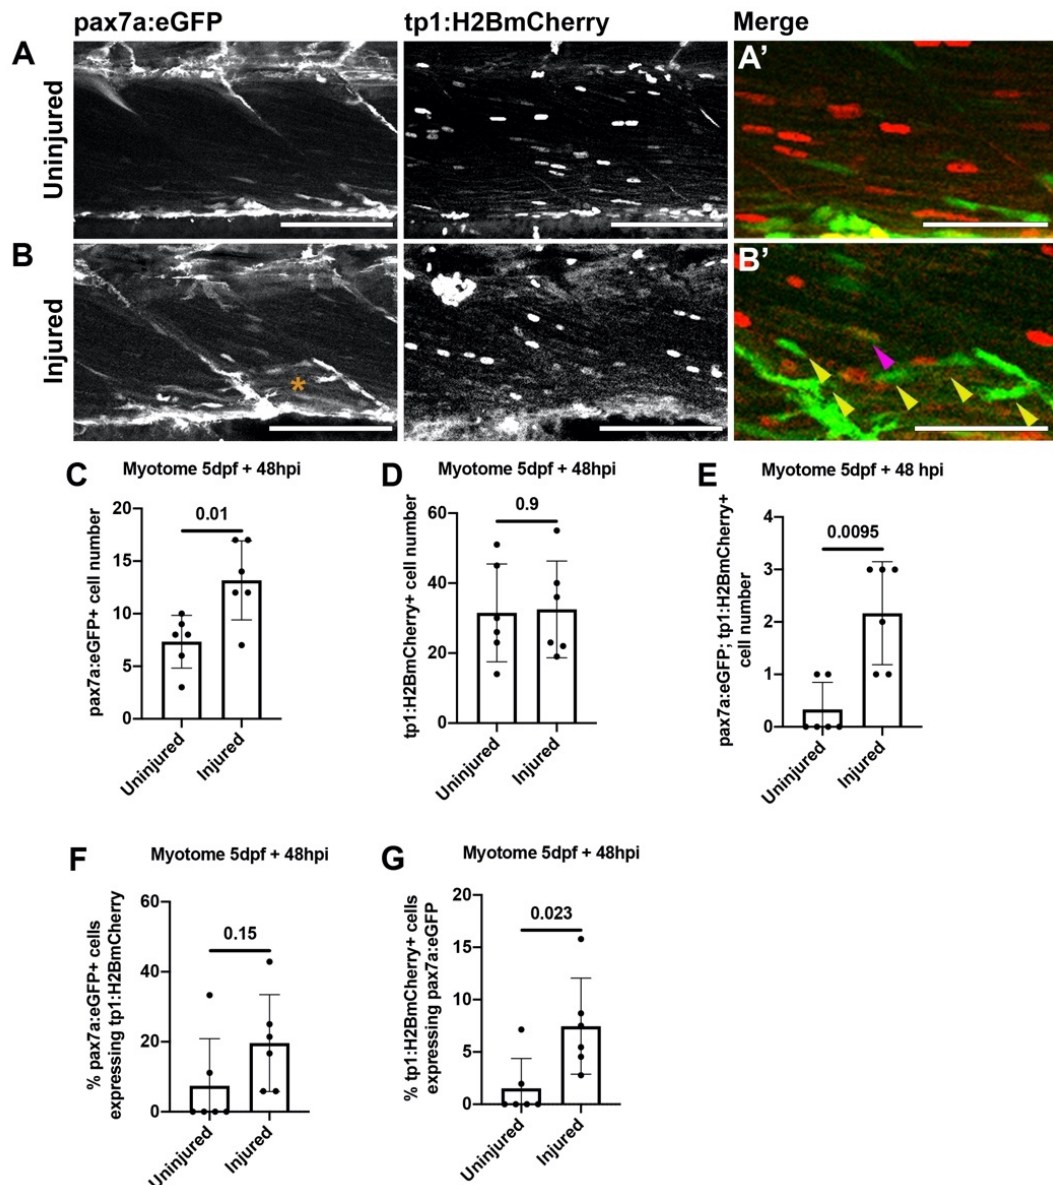 pax7a:eGFP
tp1:H2BmCherry
Merge
A
Uninjured
A'
B
Injured
*
B'
C
Myotome 5dpf + 48hpi
pax7a:eGFP+ cell number
20
15
10
5
0
0.01
Uninjured
Injured
D
Myotome 5dpf + 48hpi
tp1:H2BmCherry+ cell number
60
40
20
0
0.9
Uninjured
Injured
E
Myotome 5dpf + 48 hpi
pax7a:eGFP; tp1:H2BmCherry+
cell number
4
3
2
1
0
0.0095
Uninjured
Injured
F
Myotome 5dpf + 48hpi
% pax7a:eGFP+ cells
expressing tp1:H2BmCherry
60
40
20
0
0.15
Uninjured
Injured
G
Myotome 5dpf + 48hpi
% tp1:H2BmCherry+ cells
expressing pax7a:eGFP
20
15
10
5
0
0.023
Uninjured
Injured